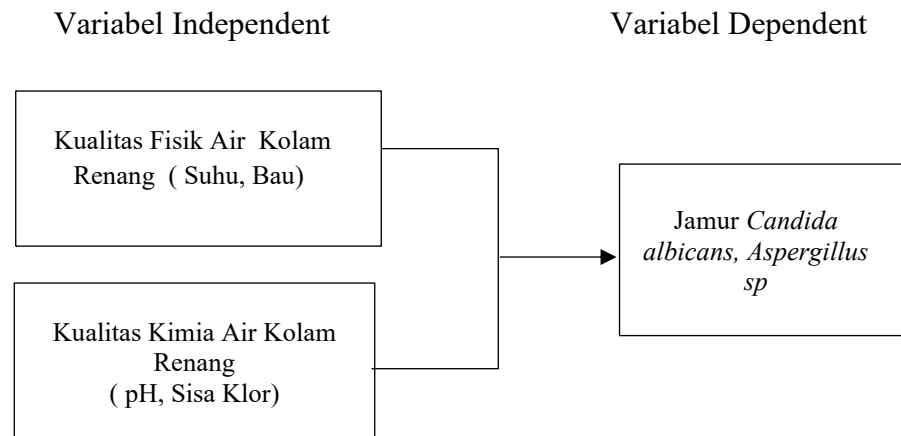 Variabel Independent
Variabel Dependent
Kualitas Fisik Air Kolam
Renang ( Suhu, Bau)
Jamur Candida
albicans, Aspergillus
sp
Kualitas Kimia Air Kolam
Renang
( pH, Sisa Klor)